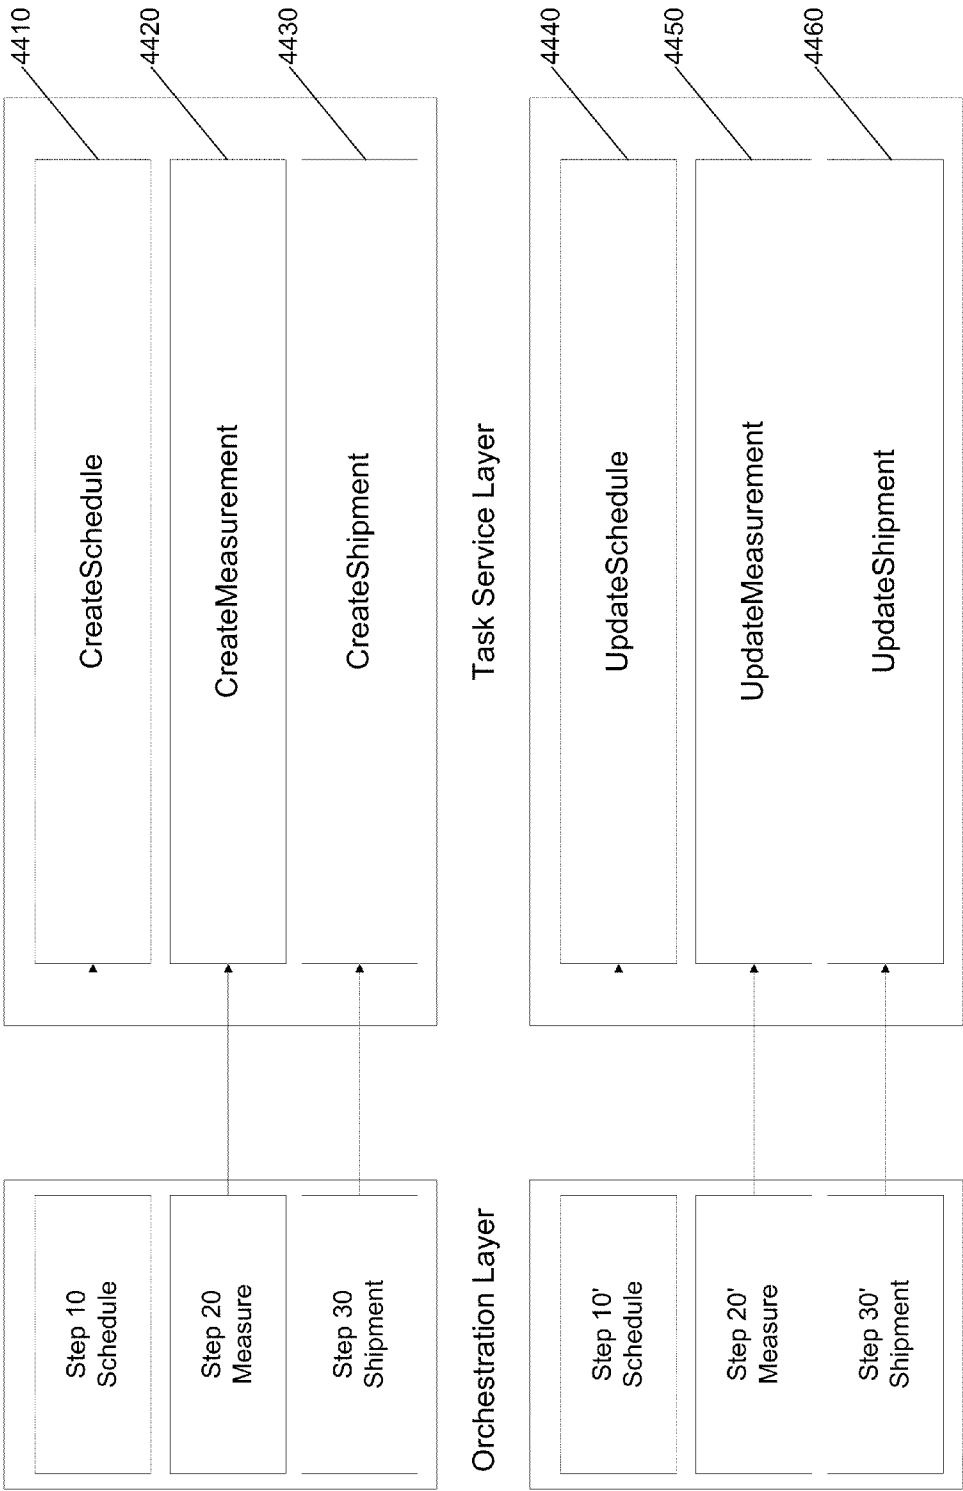 Step 10
Schedule
CreateSchedule
4410
Step 20
Measure
CreateMeasurement
4420
Step 30
Shipment
CreateShipment
4430
Orchestration Layer
Task Service Layer
Step 10'
Schedule
UpdateSchedule
4440
Step 20'
Measure
UpdateMeasurement
4450
Step 30'
Shipment
UpdateShipment
4460